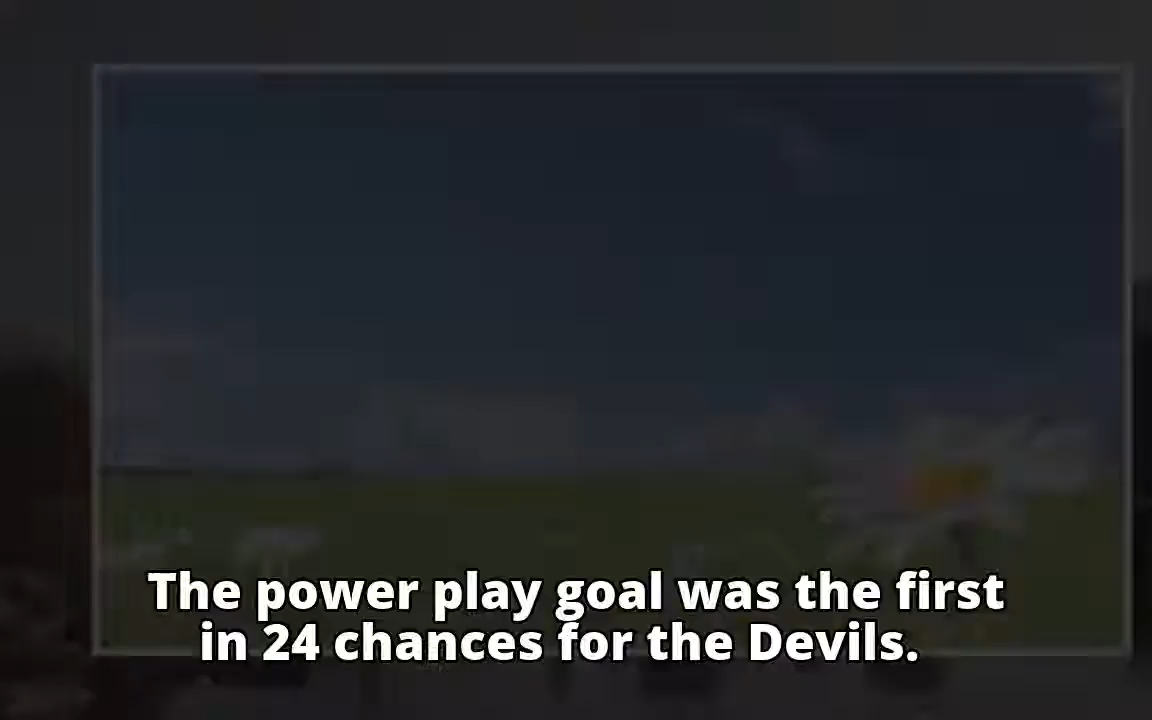 The power play goal was the first
in 24 chances for the Devils.